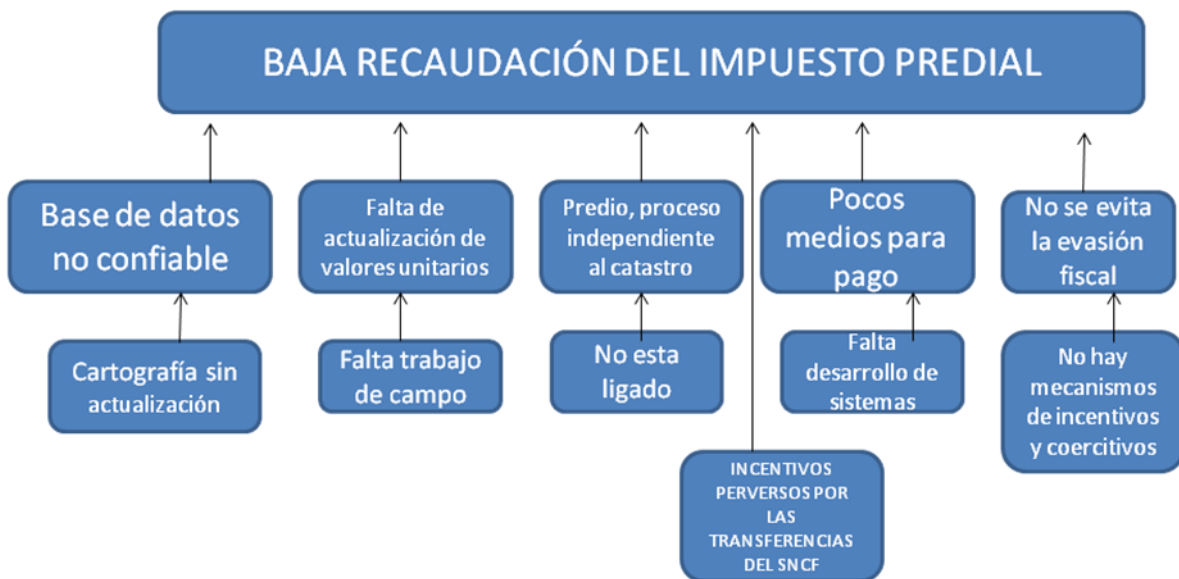 BAJA RECAUDACIÓN DEL IMPUESTO PREDIAL
Base de datos
no confiable
Falta de
actualización de
valores unitarios
Predio, proceso
independiente
al catastro
Pocos
medios para
pago
No se evita
la evasión
fiscal
Cartografía sin
actualización
Falta trabajo
de campo
No esta
ligado
Falta
desarrollo de
sistemas
No hay
mecanismos
de incentivos
y coercitivos
INCENTIVOS
PERVERSOS POR
LAS
TRANSFERENCIAS
DEL SNCF